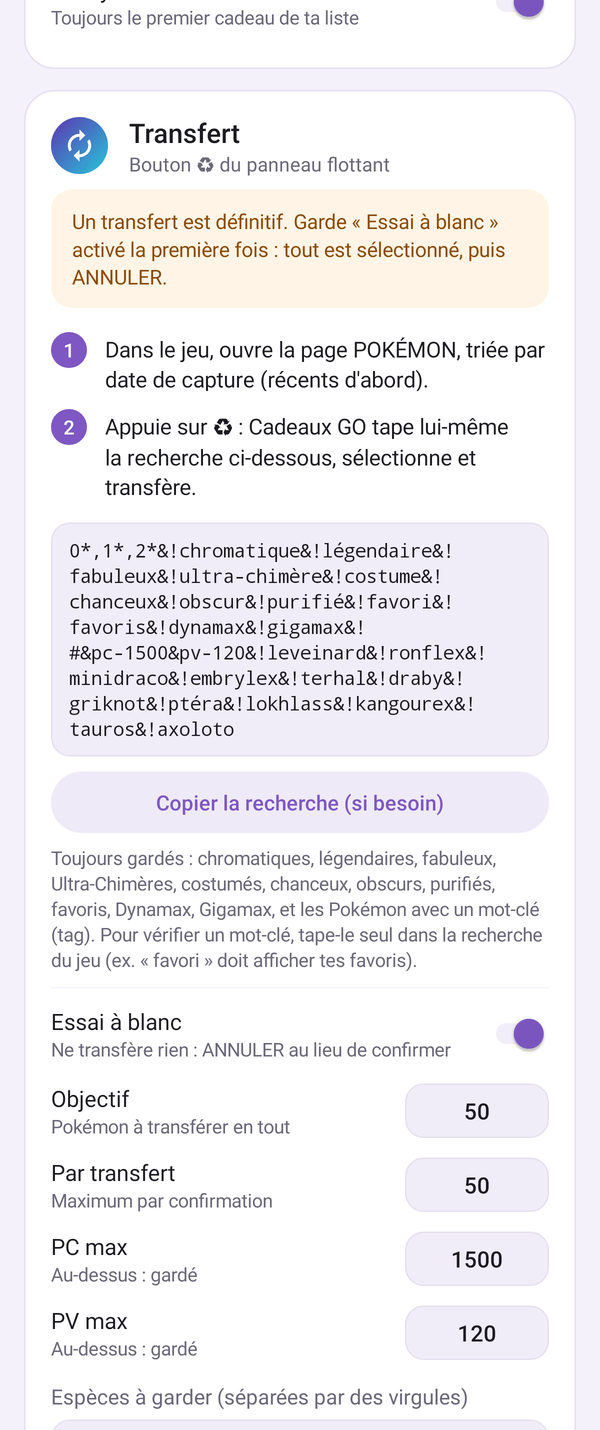 Toujours le premier cadeau de ta liste
Transfert
Bouton ♻ du panneau flottant
Un transfert est définitif. Garde « Essai à blanc »
activé la première fois : tout est sélectionné, puis
ANNULER.
1 Dans le jeu, ouvre la page POKÉMON, triée par
date de capture (récents d'abord).
2 Appuie sur ♻ : Cadeaux GO tape lui-même
la recherche ci-dessous, sélectionne et
transfère.
0*,1*,2*&!chromatique&!légendaire&!
fabuleux&!ultra-chimère&!costume&!
chanceux&!obscur&!purifié&!favori&!
favoris&!dynamax&!gigamax&!
#&pc-1500&pv-120&!leveinard&!ronflex&!
minidraco&!embrylex&!terhal&!draby&!
griknot&!ptéra&!lokhlass&!kangourex&!
tauros&!axoloto
Copier la recherche (si besoin)
Toujours gardés : chromatiques, légendaires, fabuleux,
Ultra-Chimères, costumés, chanceux, obscurs, purifiés,
favoris, Dynamax, Gigamax, et les Pokémon avec un mot-clé
(tag). Pour vérifier un mot-clé, tape-le seul dans la recherche
du jeu (ex. « favori » doit afficher tes favoris).
Essai à blanc
Ne transfère rien : ANNULER au lieu de confirmer
Objectif
Pokémon à transférer en tout
50
Par transfert
Maximum par confirmation
50
PC max
Au-dessus : gardé
1500
PV max
Au-dessus : gardé
120
Espèces à garder (séparées par des virgules)